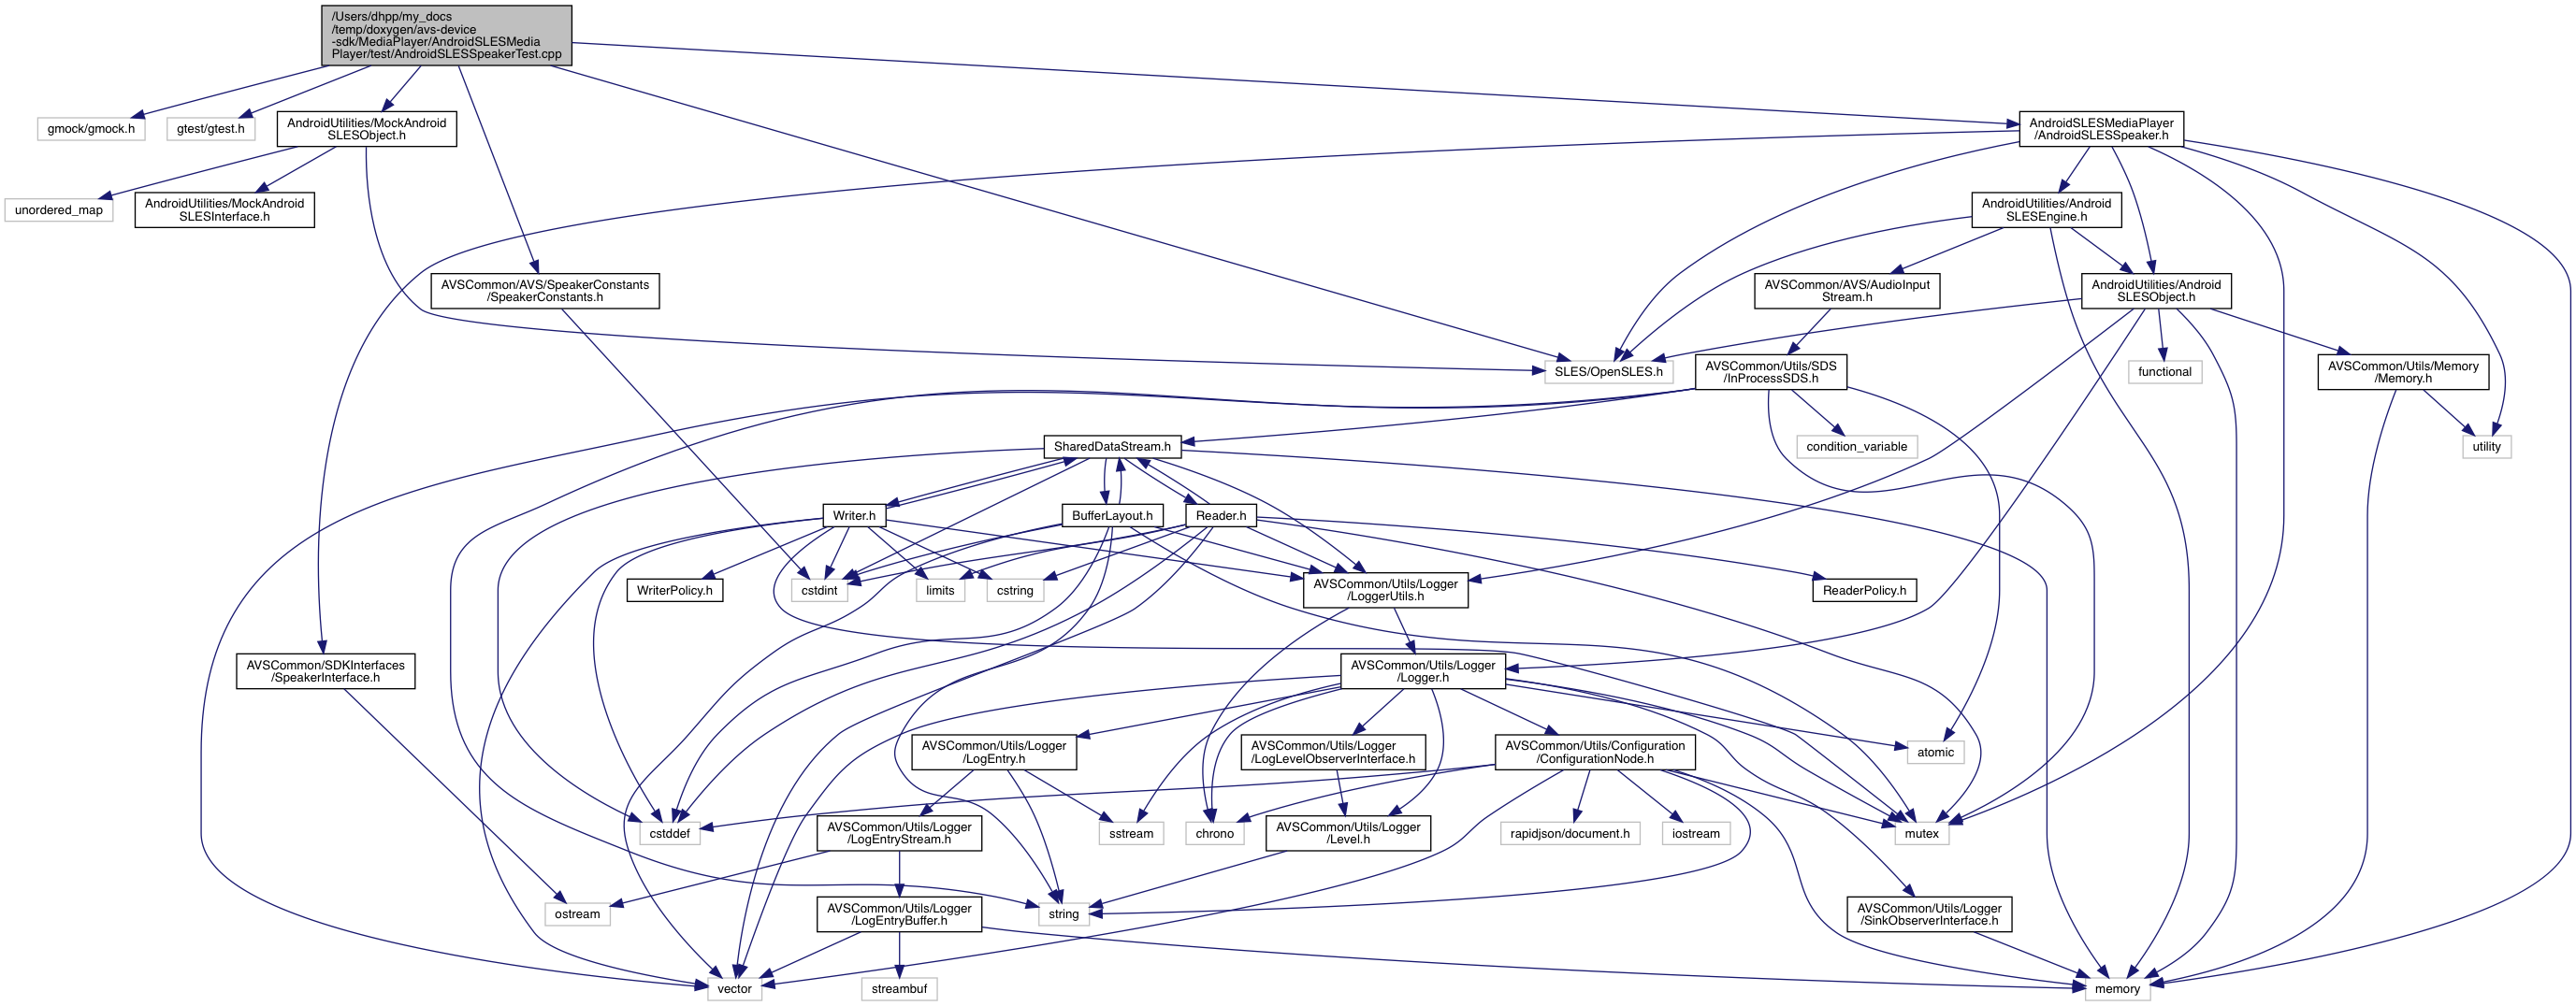 /Users/dhpp/my_docs
/temp/doxygen/avs-device
-sdk/MediaPlayer/AndroidSLESMedia
Player/test/AndroidSLESSpeakerTest.cpp
gmock/gmock.h
gtest/gtest.h
AndroidUtilities/MockAndroid
SLESObject.h
AndroidSLESMediaPlayer
/AndroidSLESSpeaker.h
unordered_map
AndroidUtilities/MockAndroid
SLESInterface.h
AndroidUtilities/Android
SLESEngine.h
AVSCommon/AVS/SpeakerConstants
/SpeakerConstants.h
AVSCommon/AVS/AudioInput
Stream.h
AndroidUtilities/Android
SLESObject.h
SLES/OpenSLES.h
AVSCommon/Utils/SDS
/InProcessSDS.h
functional
AVSCommon/Utils/Memory
/Memory.h
SharedDataStream.h
condition_variable
utility
Writer.h
BufferLayout.h
Reader.h
WriterPolicy.h
cstdint
limits
cstring
AVSCommon/Utils/Logger
/LoggerUtils.h
ReaderPolicy.h
AVSCommon/SDKInterfaces
/SpeakerInterface.h
AVSCommon/Utils/Logger
/Logger.h
AVSCommon/Utils/Logger
/LogEntry.h
AVSCommon/Utils/Logger
/LogLevelObserverInterface.h
AVSCommon/Utils/Configuration
/ConfigurationNode.h
atomic
cstddef
AVSCommon/Utils/Logger
/LogEntryStream.h
sstream
chrono
AVSCommon/Utils/Logger
/Level.h
rapidjson/document.h
iostream
mutex
ostream
AVSCommon/Utils/Logger
/LogEntryBuffer.h
string
AVSCommon/Utils/Logger
/SinkObserverInterface.h
vector
streambuf
memory